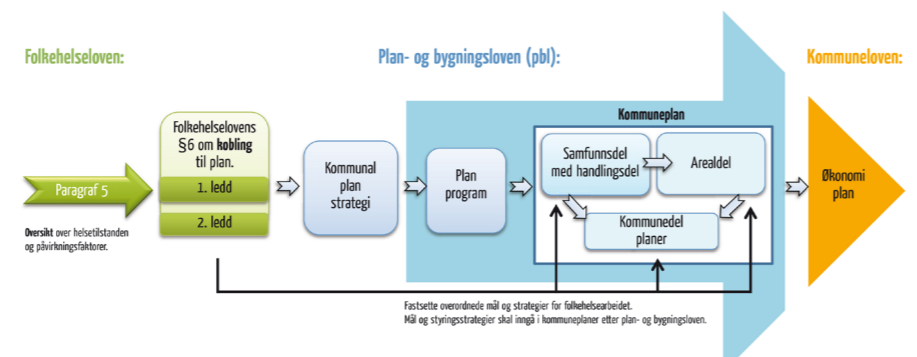 Folkehelseloven:
Plan- og bygningsloven (pbl):
Kommuneloven:
Paragraf 5
Oversikt over helsetilstanden
og påvirkningsfaktorer.
Folkehelselovens
§6 om kobling
til plan.
1. ledd
2. ledd
Kommunal
plan
strategi
Plan
program
Kommuneplan
Samfunnsdel
med handlingsdel
Arealdel
Kommunedel
planer
Økonomi
plan
Fastsette overordnede mål og strategier for folkehelsearbeidet.
Mål og styringsstrategier skal inngå i kommuneplaner etter plan- og bygningsloven.